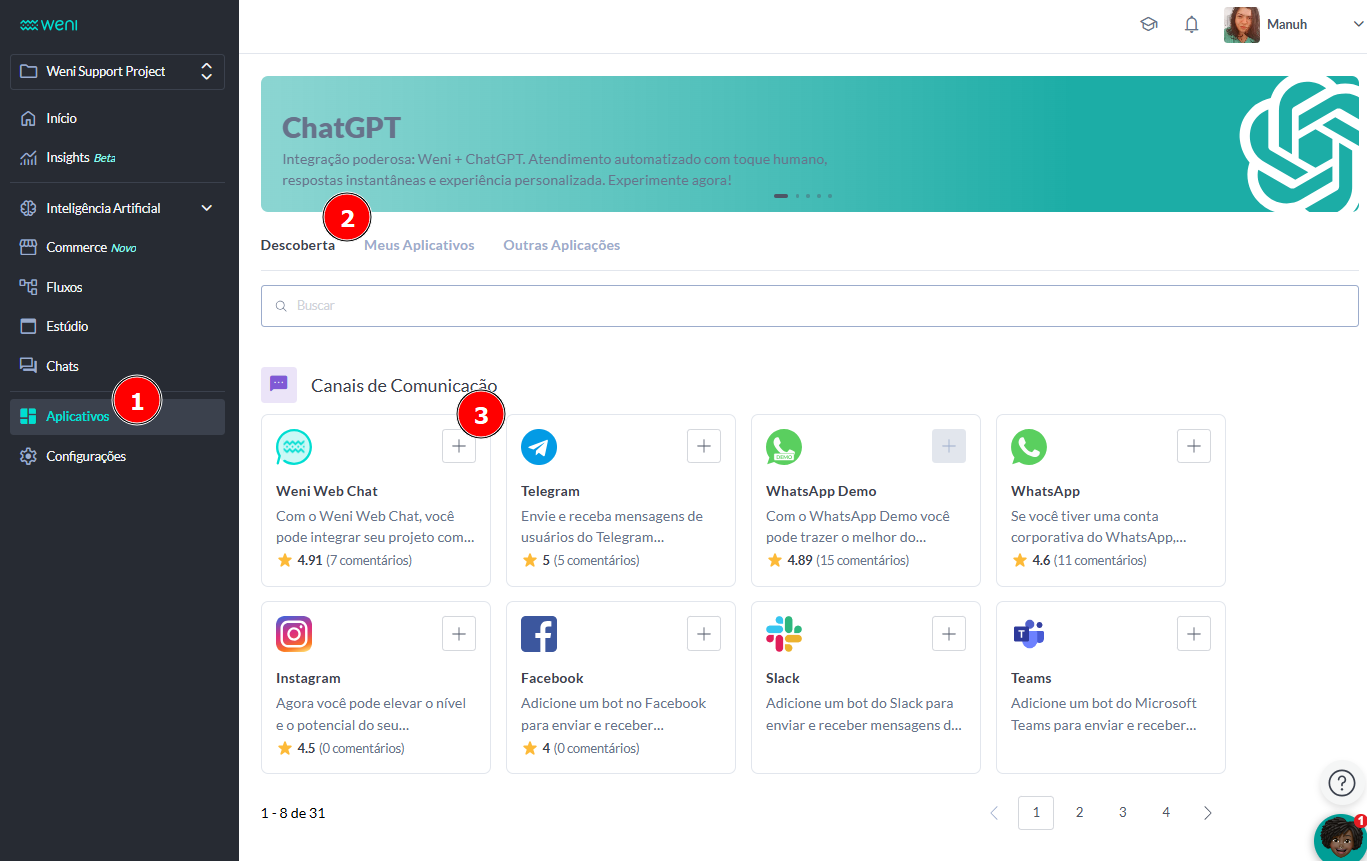 weni
Manuh
Weni Support Project
Início
Insights Beta
Inteligência Artificial
Commerce Novo
Fluxos
Estúdio
Chats
Aplicativos
1
Configurações
ChatGPT
Integração poderosa: Weni + ChatGPT. Atendimento automatizado com toque humano,
respostas instantâneas e experiência personalizada. Experimente agora!
2
Descoberta
Meus Aplicativos
Outras Aplicações
Buscar
Canais de Comunicação
3
Weni Web Chat
Com o Weni Web Chat, você
pode integrar seu projeto com...
4.91 (7 comentários)
Telegram
Envie e receba mensagens de
usuários do Telegram...
5 (5 comentários)
DEMO
WhatsApp Demo
Com o WhatsApp Demo você
pode trazer o melhor do...
4.89 (15 comentários)
WhatsApp
Se você tiver uma conta
corporativa do WhatsApp,...
4.6 (11 comentários)
Instagram
Agora você pode elevar o nível
e o potencial do seu...
4.5 (0 comentários)
Facebook
Adicione um bot no Facebook
para enviar e receber...
4 (0 comentários)
Slack
Adicione um bot do Slack para
enviar e receber mensagens d...
T
Teams
Adicione um bot do Microsoft
Teams para enviar e receber...
1 - 8 de 31
1 2 3 4
?
1